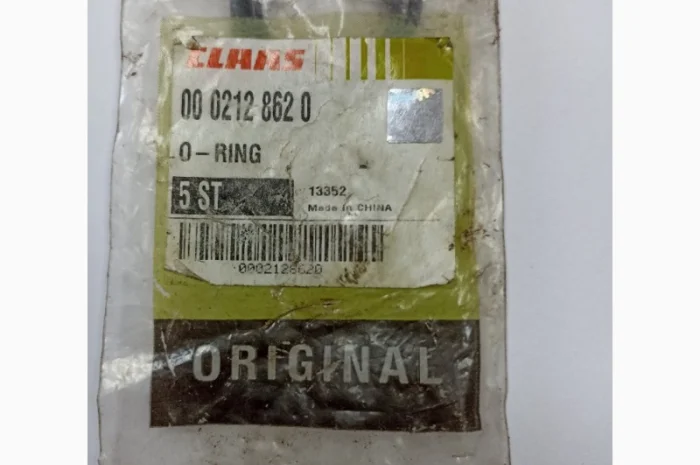 CLAAS
00 0212 862 0
O-RING
5 ST
13352
Made in CHINA
0002128620
ORIGINAL